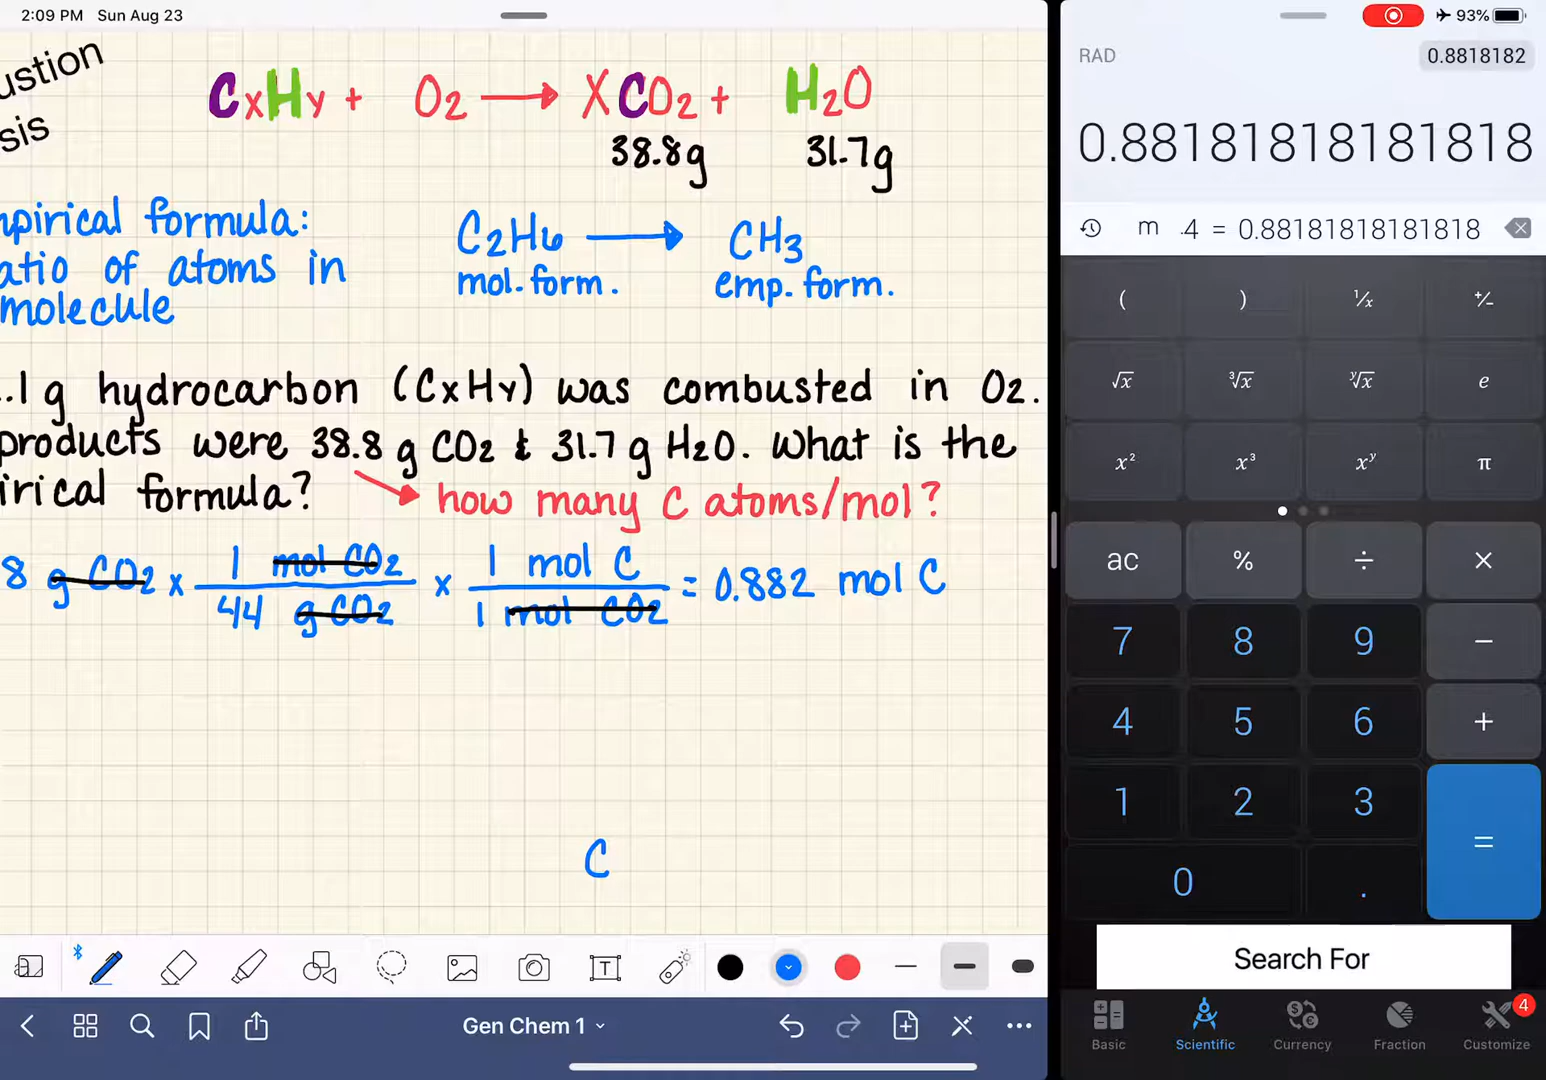 2:09 PM Sun Aug 23
ustion
sis
CxHy + O2 → XCO2 + H2O
38.8g 31.7g
mpirical formula:
atio of atoms in
molecule
C2H6 → CH3
mol. form. emp. form.
.1g hydrocarbon (CxHy) was combusted in O2.
products were 38.8 g CO2 & 31.7 g H2O. What is the
irical formula?
how many C atoms/mol?
8 g CO2 x 1 mol CO2 / 44 g CO2 x 1 mol C / 1 mol CO2 = 0.882 mol C
C
T
Gen Chem 1
93%
RAD 0.8818182
0.88181818181818
m .4 = 0.88181818181818
( ) 1/x +/-
√x ³√x ʸ√x e
x² x³ xʸ π
ac % ÷ ×
7 8 9 −
4 5 6 +
1 2 3 =
0 .
Search For
4
Basic Scientific Currency Fraction Customize